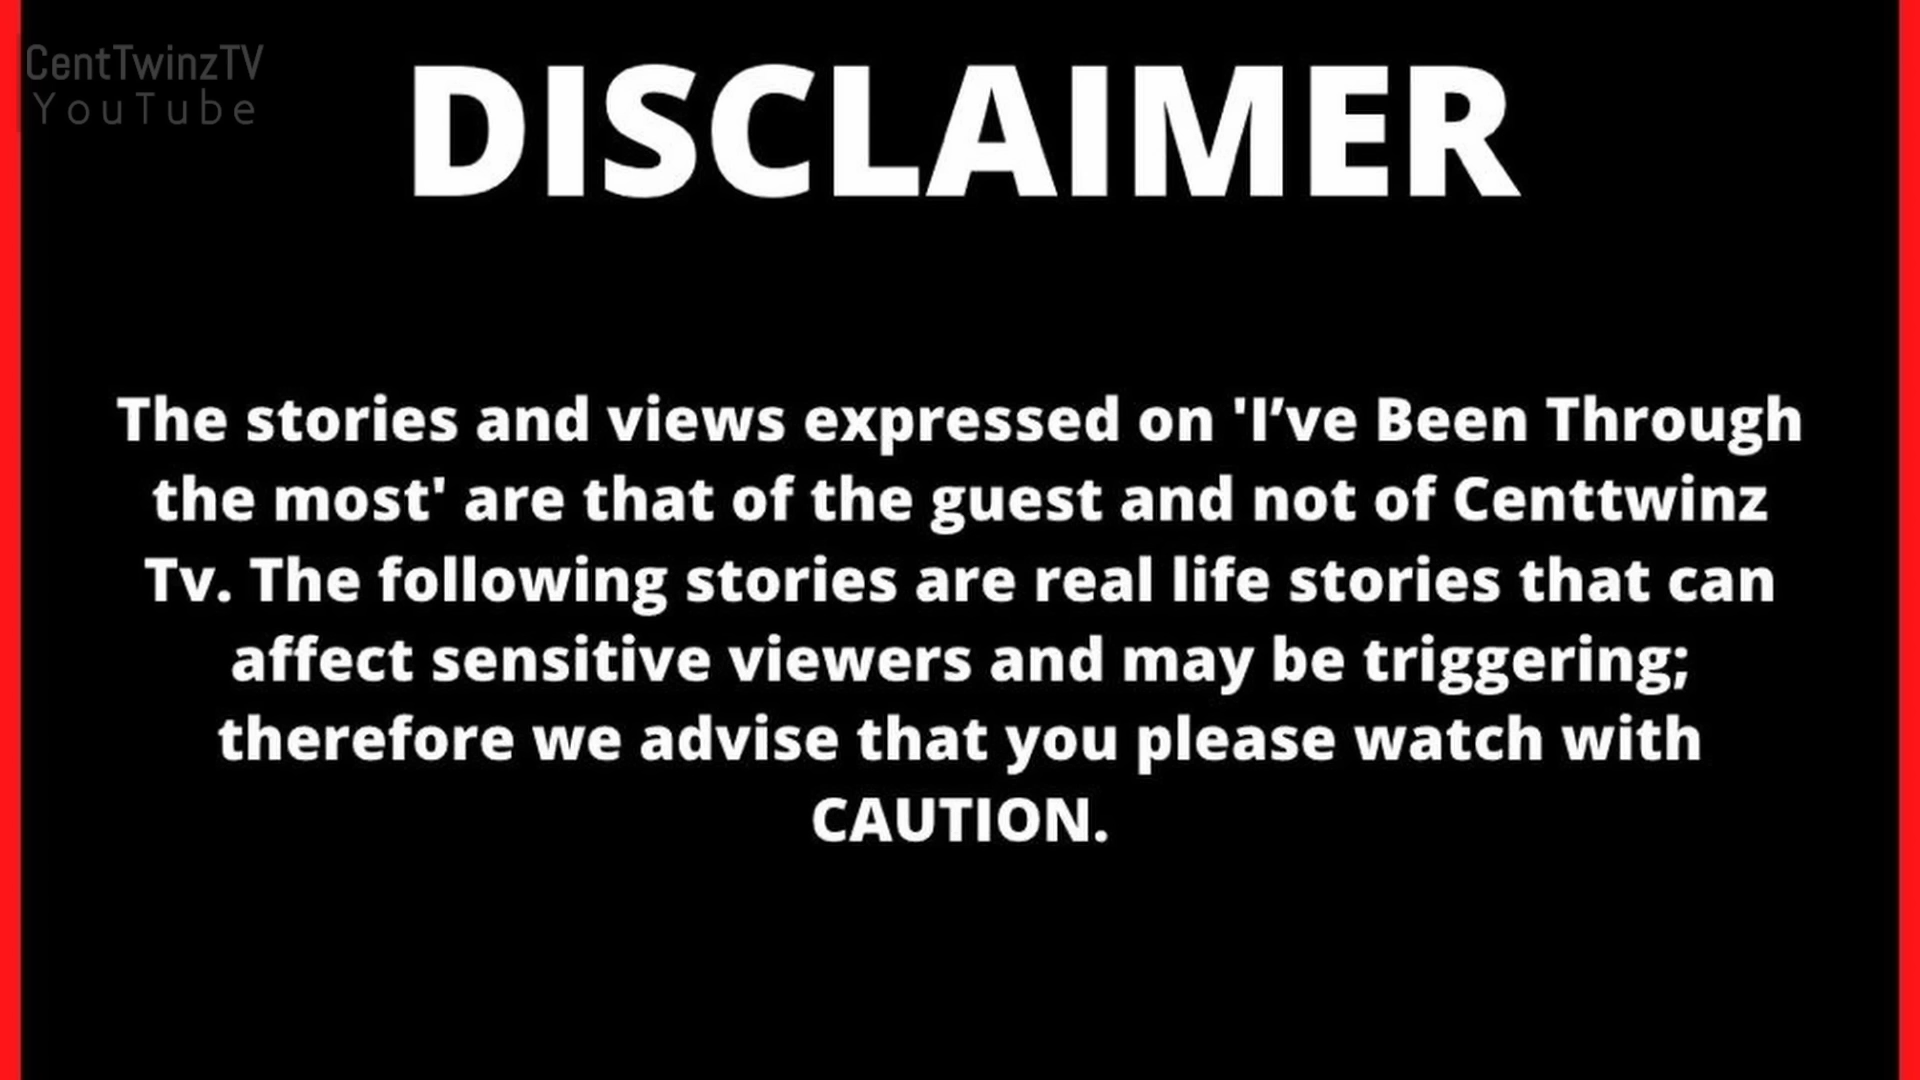 CentTwinzTV
YouTube
DISCLAIMER
The stories and views expressed on 'I’ve Been Through
the most' are that of the guest and not of Centtwinz
Tv. The following stories are real life stories that can
affect sensitive viewers and may be triggering;
therefore we advise that you please watch with
CAUTION.